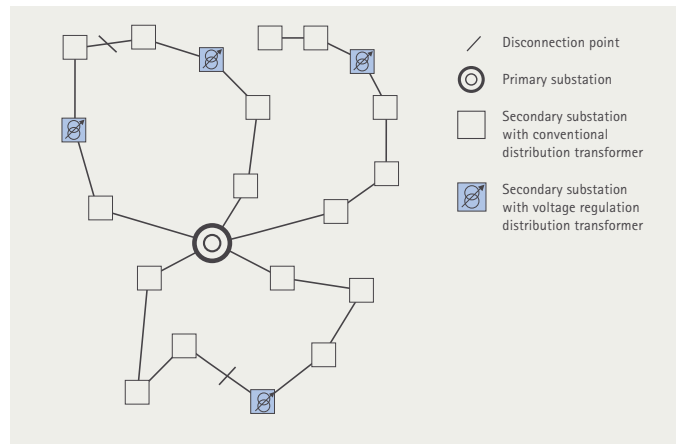 Disconnection point
Primary substation
Secondary substation
with conventional
distribution transformer
Secondary substation
with voltage regulation
distribution transformer